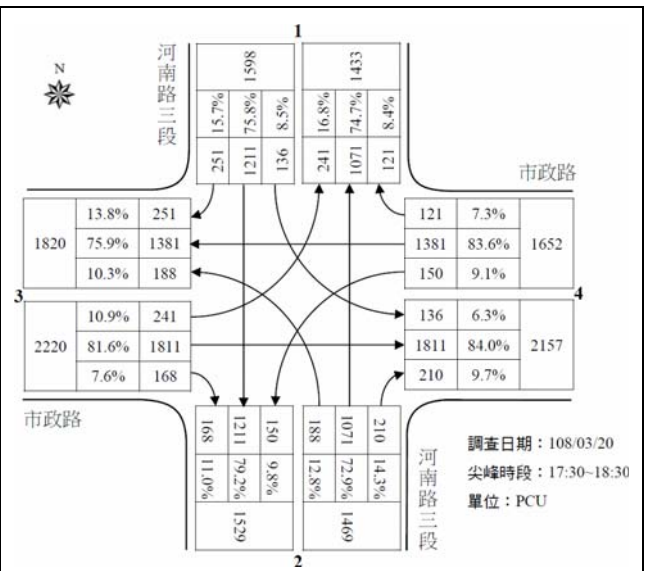 1
河南路三段
N
1598
1433
15.7% 75.8% 8.5%
16.8% 74.7% 8.4%
251 1211 136
241 1071 121
市政路
1820
13.8% 251
75.9% 1381
10.3% 188
121 7.3%
1381 83.6%
150 9.1%
1652
3
4
2220
10.9% 241
81.6% 1811
7.6% 168
136 6.3%
1811 84.0%
210 9.7%
2157
市政路
168 1211 150
188 1071 210
11.0% 79.2% 9.8%
12.8% 72.9% 14.3%
1529
1469
2
河南路三段
調查日期：108/03/20
尖峰時段：17:30~18:30
單位：PCU